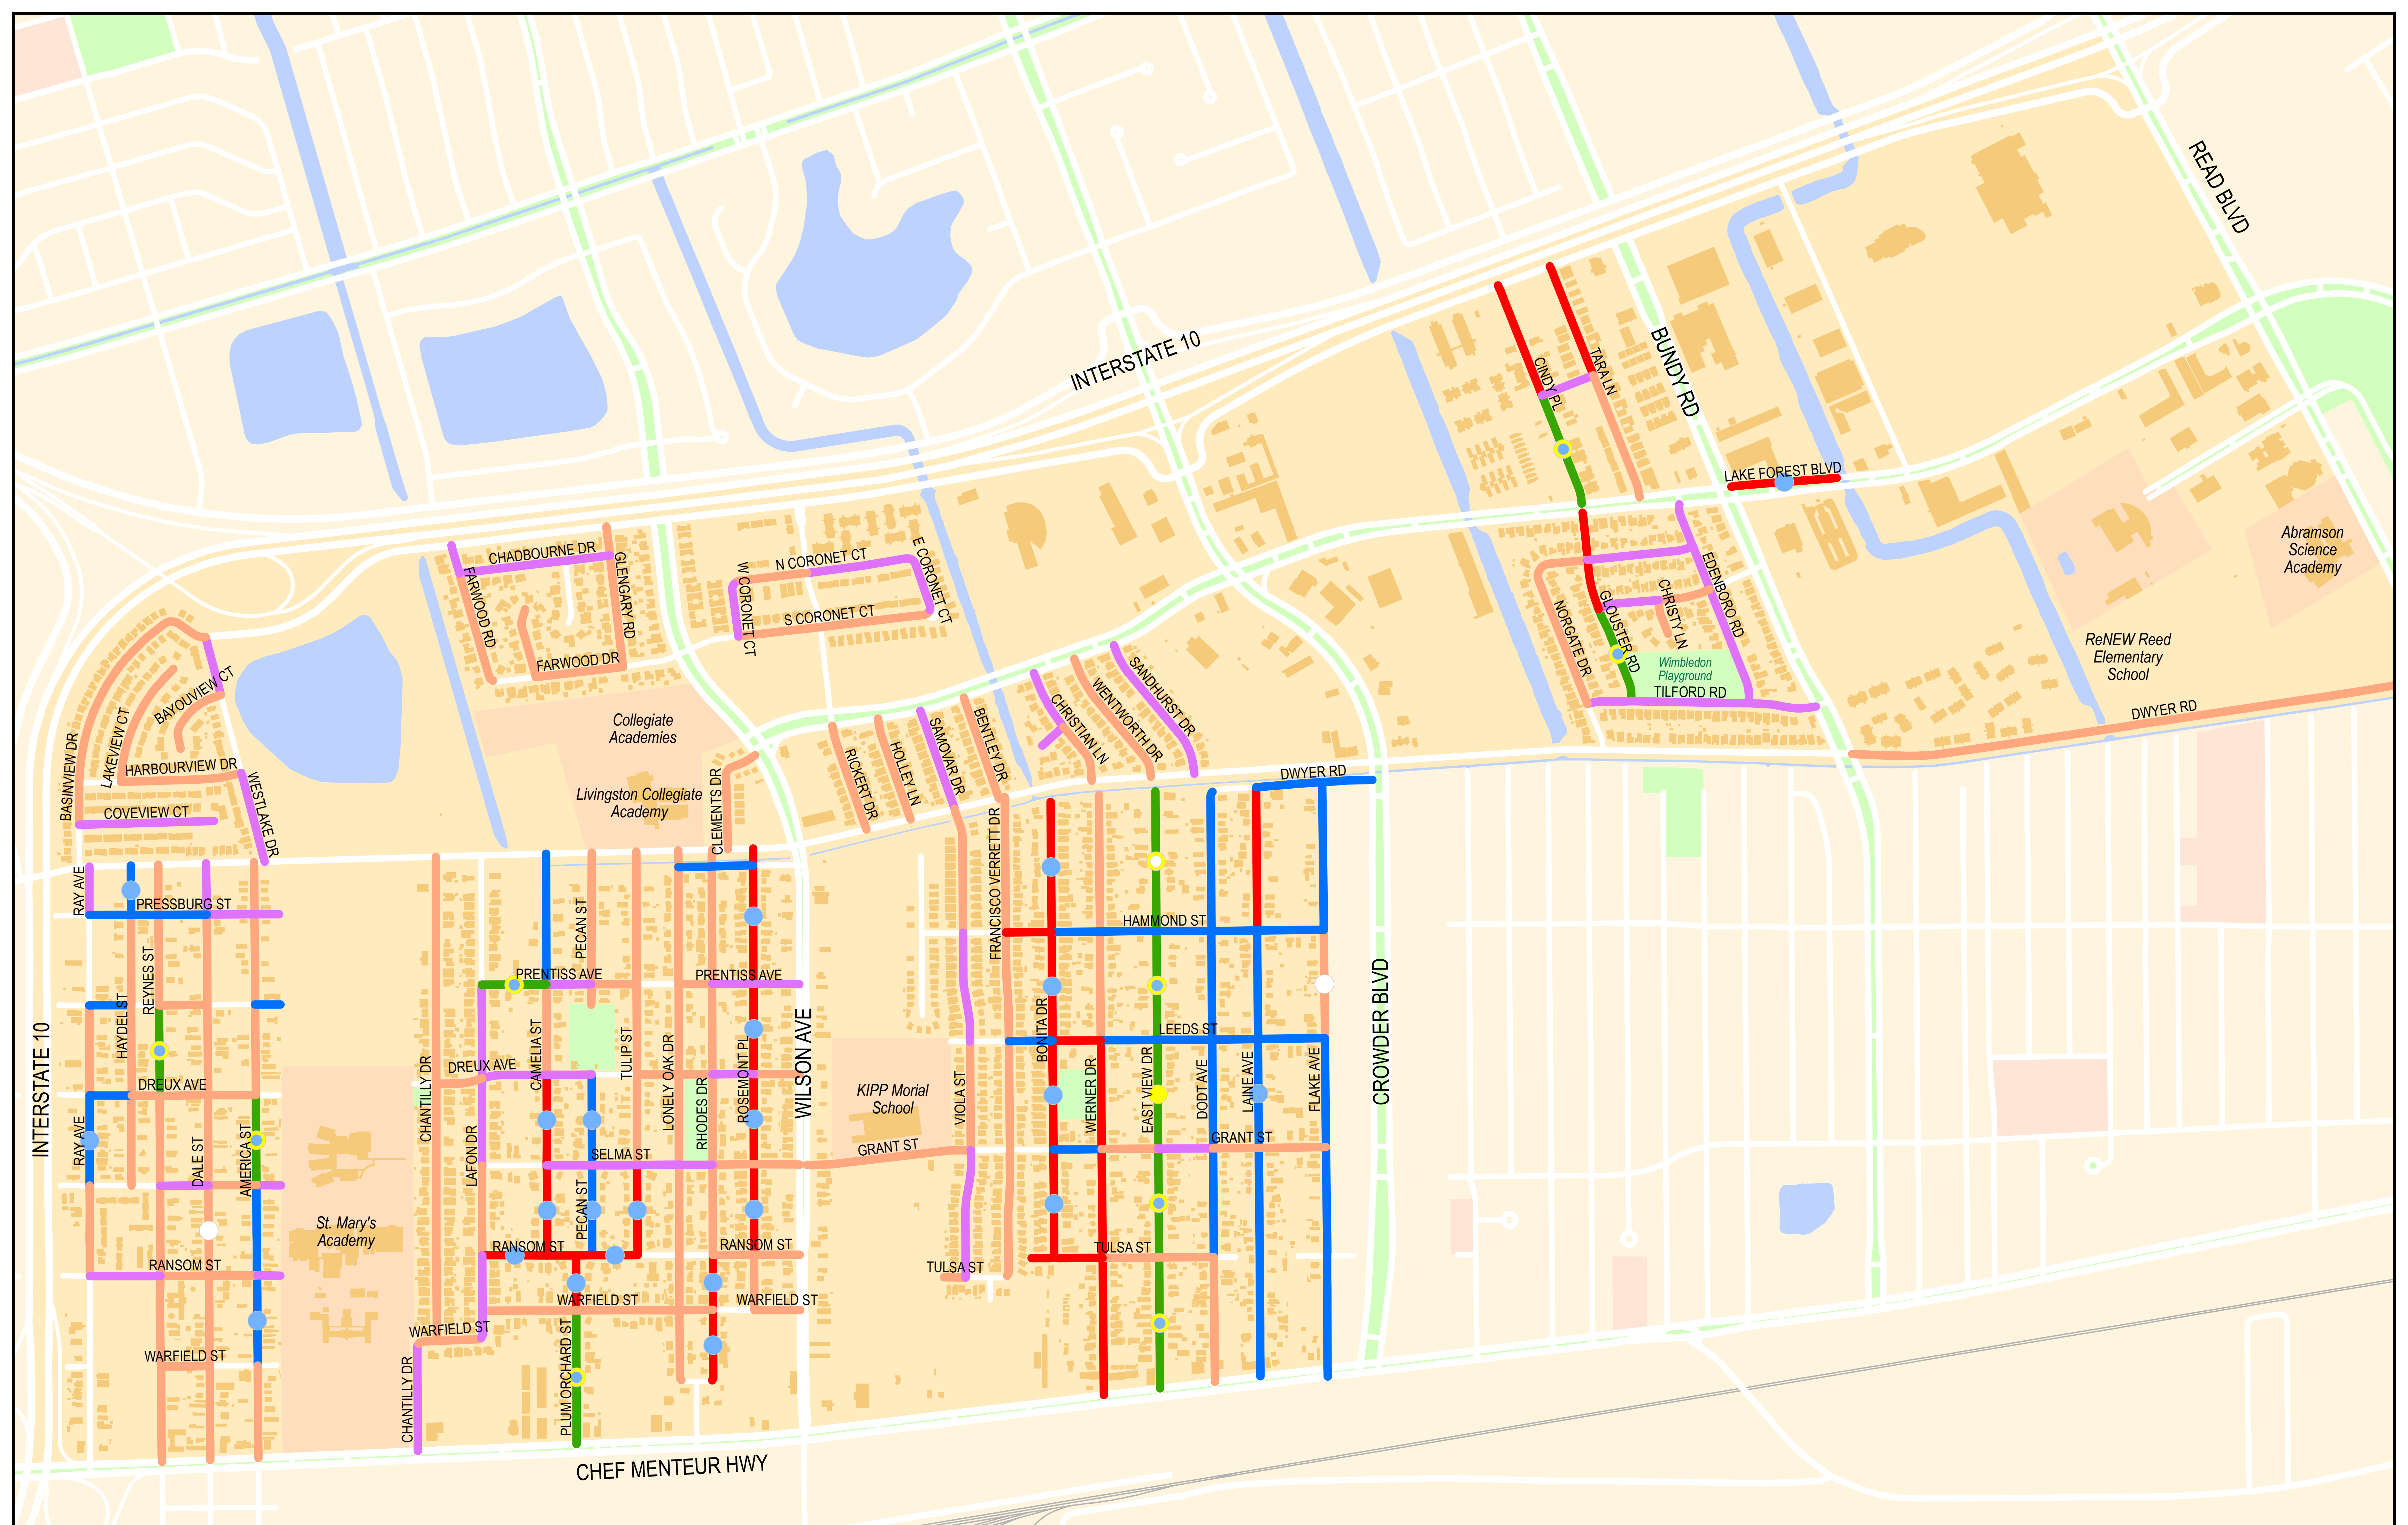 READ BLVD
INTERSTATE 10
BUNDY RD
TARA LN
CINDY PL
LAKE FOREST BLVD
Abramson
Science
Academy
CHADBOURNE DR
GLENGARY RD
FARWOOD RD
FARWOOD DR
N CORONET CT
E CORONET CT
W CORONET CT
S CORONET CT
EDENBORO RD
CHRISTY LN
GLOUSTER RD
NORGATE DR
Wimbledon
Playground
TILFORD RD
ReNEW Reed
Elementary
School
DWYER RD
BAYOUVIEW CT
LAKEVIEW CT
BASINVIEW DR
HARBOURVIEW DR
COVEVIEW CT
WESTLAKE DR
Collegiate
Academies
Livingston Collegiate
Academy
CLEMENTS DR
RICKERT DR
HOLLEY LN
SAMOVAR DR
BENTLEY DR
CHRISTIAN LN
WENTWORTH DR
SANDHURST DR
DWYER RD
FRANCISCO VERRETT DR
RAY AVE
PRESSBURG ST
HAYDEL ST
REYNES ST
DREUX AVE
RAY AVE
DALE ST
AMERICA ST
RANSOM ST
WARFIELD ST
INTERSTATE 10
St. Mary's
Academy
CHANTILLY DR
LAFON DR
DREUX AVE
PRENTISS AVE
PECAN ST
CAMELIA ST
TULIP ST
LONELY OAK DR
RHODES DR
ROSEMONT PL
PRENTISS AVE
SELMA ST
PECAN ST
RANSOM ST
RANSOM ST
WARFIELD ST
WARFIELD ST
WARFIELD ST
PLUM ORCHARD ST
CHANTILLY DR
CHEF MENTEUR HWY
WILSON AVE
KIPP Morial
School
GRANT ST
VIOLA ST
TULSA ST
BONITA DR
WERNER DR
HAMMOND ST
LEEDS ST
EAST VIEW DR
DODT AVE
LAINE AVE
FLAKE AVE
GRANT ST
TULSA ST
CROWDER BLVD